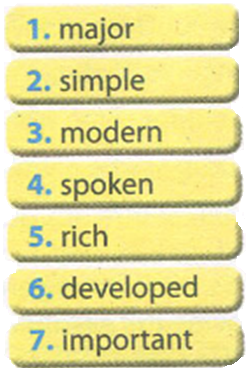 1. major
2. simple
3. modern
4. spoken
5. rich
6. developed
7. important